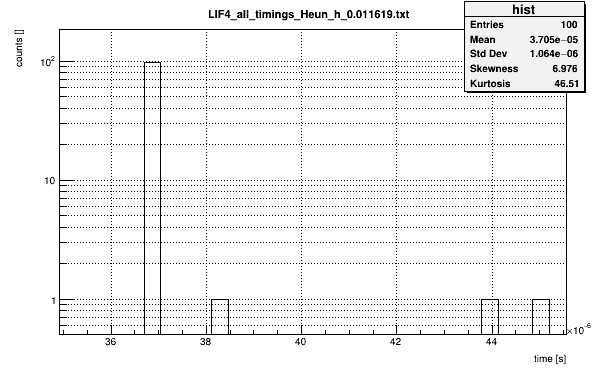 LIF4_all_timings_Heun_h_0.011619.txt
hist
Entries 100
Mean 3.705e−05
Std Dev 1.064e−06
Skewness 6.976
Kurtosis 46.51
counts []
10²
10
1
36 38 40 42 44
×10⁻⁶
time [s]